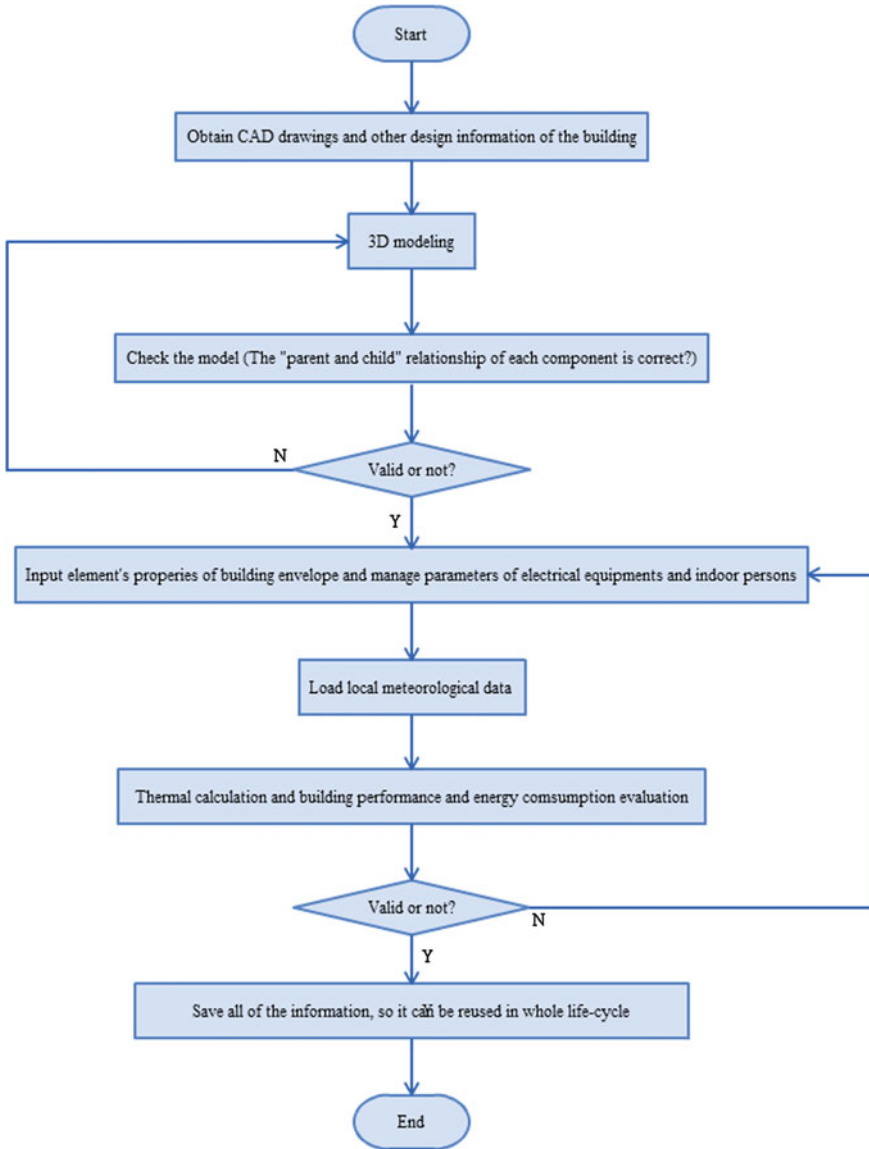 Start
Obtain CAD drawings and other design information of the building
3D modeling
Check the model (The "parent and child" relationship of each component is correct?)
N
Valid or not?
Y
Input element's properies of building envelope and manage parameters of electrical equipments and indoor persons
Load local meteorological data
Thermal calculation and building performance and energy comsumption evaluation
Valid or not?
N
Y
Save all of the information, so it can be reused in whole life-cycle
End